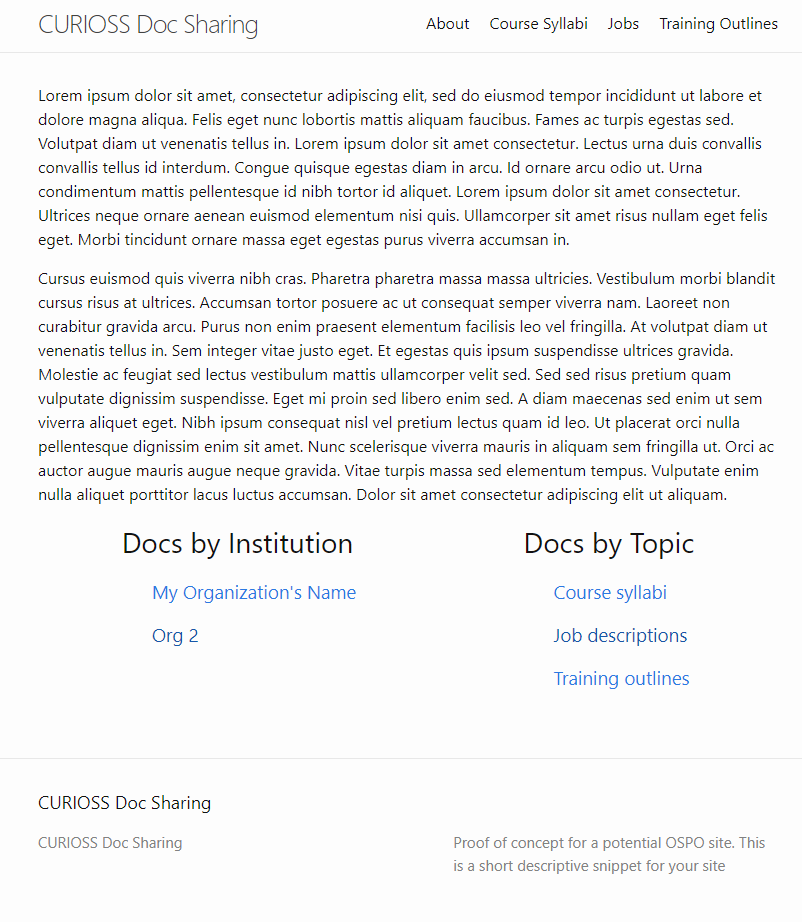 CURIOSS Doc Sharing
About Course Syllabi Jobs Training Outlines
Lorem ipsum dolor sit amet, consectetur adipiscing elit, sed do eiusmod tempor incididunt ut labore et
dolore magna aliqua. Felis eget nunc lobortis mattis aliquam faucibus. Fames ac turpis egestas sed.
Volutpat diam ut venenatis tellus in. Lorem ipsum dolor sit amet consectetur. Lectus urna duis convallis
convallis tellus id interdum. Congue quisque egestas diam in arcu. Id ornare arcu odio ut. Urna
condimentum mattis pellentesque id nibh tortor id aliquet. Lorem ipsum dolor sit amet consectetur.
Ultrices neque ornare aenean euismod elementum nisi quis. Ullamcorper sit amet risus nullam eget felis
eget. Morbi tincidunt ornare massa eget egestas purus viverra accumsan in.
Cursus euismod quis viverra nibh cras. Pharetra pharetra massa massa ultricies. Vestibulum morbi blandit
cursus risus at ultrices. Accumsan tortor posuere ac ut consequat semper viverra nam. Laoreet non
curabitur gravida arcu. Purus non enim praesent elementum facilisis leo vel fringilla. At volutpat diam ut
venenatis tellus in. Sem integer vitae justo eget. Et egestas quis ipsum suspendisse ultrices gravida.
Molestie ac feugiat sed lectus vestibulum mattis ullamcorper velit sed. Sed sed risus pretium quam
vulputate dignissim suspendisse. Eget mi proin sed libero enim sed. A diam maecenas sed enim ut sem
viverra aliquet eget. Nibh ipsum consequat nisl vel pretium lectus quam id leo. Ut placerat orci nulla
pellentesque dignissim enim sit amet. Nunc scelerisque viverra mauris in aliquam sem fringilla ut. Orci ac
auctor augue mauris augue neque gravida. Vitae turpis massa sed elementum tempus. Vulputate enim
nulla aliquet porttitor lacus luctus accumsan. Dolor sit amet consectetur adipiscing elit ut aliquam.
Docs by Institution
My Organization's Name
Org 2
Docs by Topic
Course syllabi
Job descriptions
Training outlines
CURIOSS Doc Sharing
CURIOSS Doc Sharing
Proof of concept for a potential OSPO site. This
is a short descriptive snippet for your site